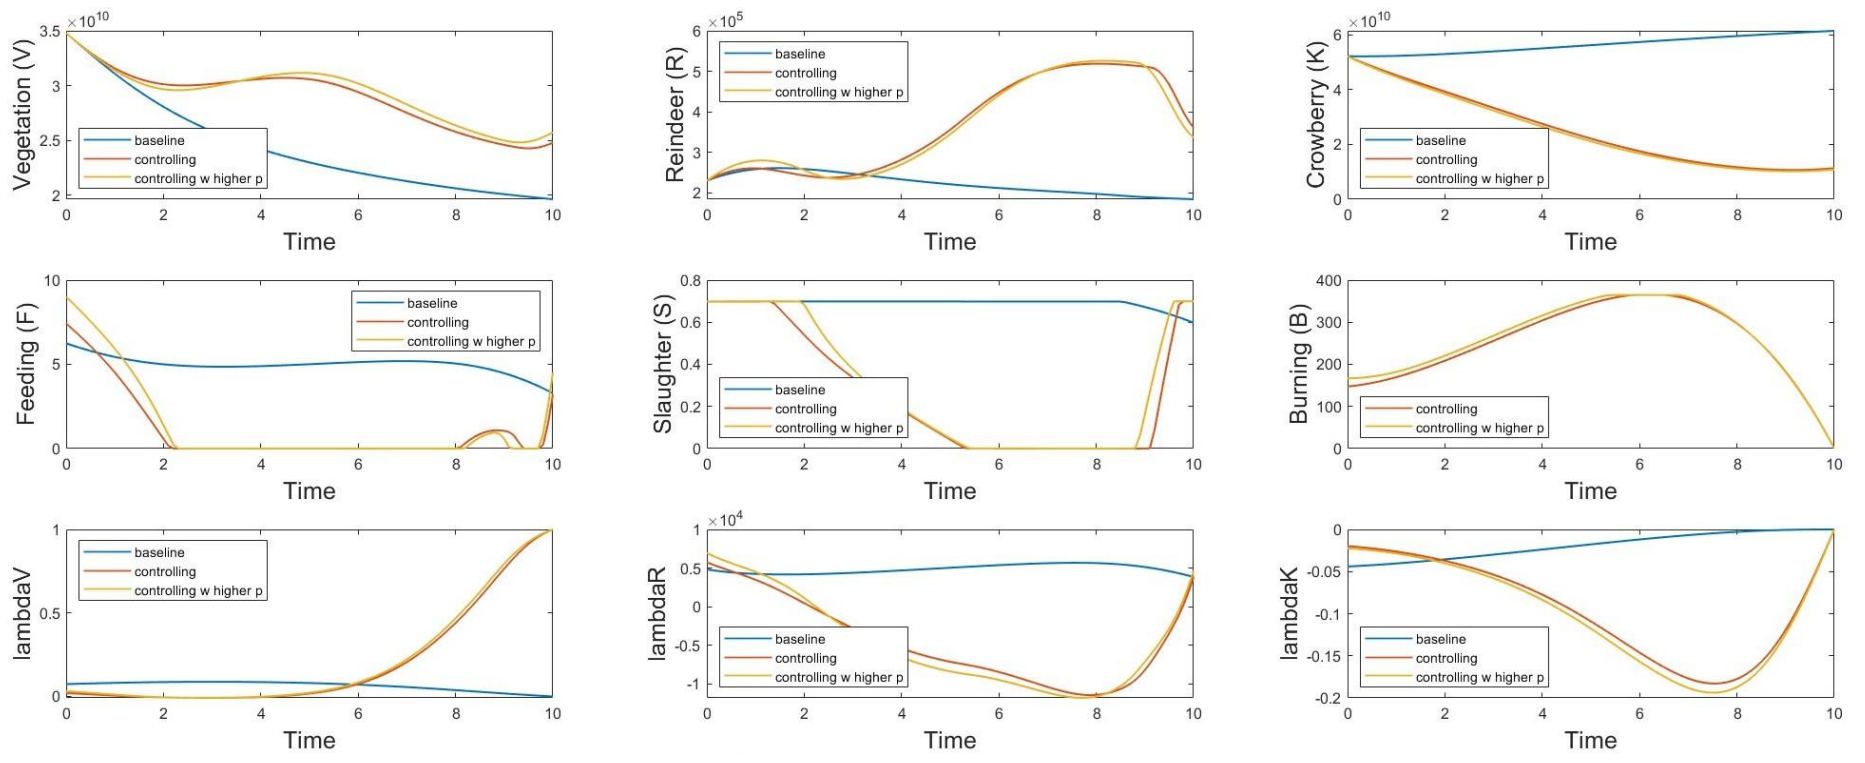 ×10^10
3.5
3
2.5
2
Vegetation (V)
baseline
controlling
controlling w higher p
0 2 4 6 8 10
Time
×10^5
6
5
4
3
2
Reindeer (R)
baseline
controlling
controlling w higher p
0 2 4 6 8 10
Time
×10^10
6
4
2
0
Crowberry (K)
baseline
controlling
controlling w higher p
0 2 4 6 8 10
Time
10
5
0
Feeding (F)
baseline
controlling
controlling w higher p
0 2 4 6 8 10
Time
0.8
0.6
0.4
0.2
0
Slaughter (S)
baseline
controlling
controlling w higher p
0 2 4 6 8 10
Time
400
300
200
100
0
Burning (B)
controlling
controlling w higher p
0 2 4 6 8 10
Time
1
0.5
0
lambdaV
baseline
controlling
controlling w higher p
0 2 4 6 8 10
Time
×10^4
1
0.5
0
-0.5
-1
lambdaR
baseline
controlling
controlling w higher p
0 2 4 6 8 10
Time
0
-0.05
-0.1
-0.15
-0.2
lambdaK
baseline
controlling
controlling w higher p
0 2 4 6 8 10
Time